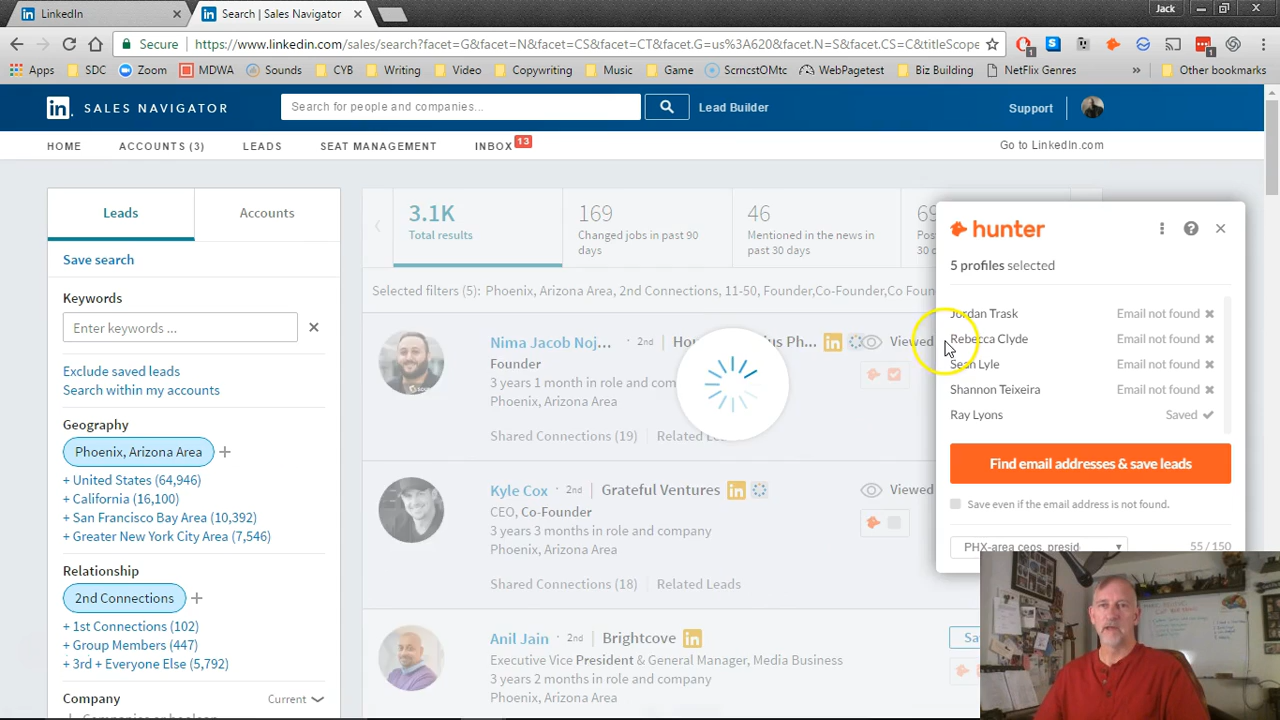 LinkedIn
Search | Sales Navigator
Jack
Secure
https://www.linkedin.com/sales/search?facet=G&facet=N&facet=CS&facet=CT&facet.G=us%3A620&facet.N=S&facet.CS=C&titleScope
Apps
SDC
Zoom
MDWA
Sounds
CYB
Writing
Video
Copywriting
Music
Game
ScrncstOMtc
WebPagetest
Biz Building
NetFlix Genres
»
Other bookmarks
in SALES NAVIGATOR
Search for people and companies...
Lead Builder
Support
HOME
ACCOUNTS (3)
LEADS
SEAT MANAGEMENT
INBOX 13
Go to LinkedIn.com
Leads
Accounts
Save search
Keywords
Enter keywords ...
Exclude saved leads
Search within my accounts
Geography
Phoenix, Arizona Area +
+ United States (64,946)
+ California (16,100)
+ San Francisco Bay Area (10,392)
+ Greater New York City Area (7,546)
Relationship
2nd Connections +
+ 1st Connections (102)
+ Group Members (447)
+ 3rd + Everyone Else (5,792)
Company
Current
3.1K
Total results
169
Changed jobs in past 90
days
46
Mentioned in the news in
past 30 days
Selected filters (5): Phoenix, Arizona Area, 2nd Connections, 11-50, Founder,Co-Founder,Co Foun
Nima Jacob Noj... · 2nd
Founder
3 years 1 month in role and com
Phoenix, Arizona Area
Shared Connections (19)
Viewed
Kyle Cox · 2nd | Grateful Ventures in
CEO, Co-Founder
3 years 3 months in role and company
Phoenix, Arizona Area
Shared Connections (18) | Related Leads
Viewed
Anil Jain · 2nd | Brightcove in
Executive Vice President & General Manager, Media Business
3 years 2 months in role and company
Phoenix, Arizona Area
hunter
5 profiles selected
Jordan Trask Email not found
Rebecca Clyde Email not found
Sean Lyle Email not found
Shannon Teixeira Email not found
Ray Lyons Saved
Find email addresses & save leads
Save even if the email address is not found.
PHX-area ceos, presid
55 / 150